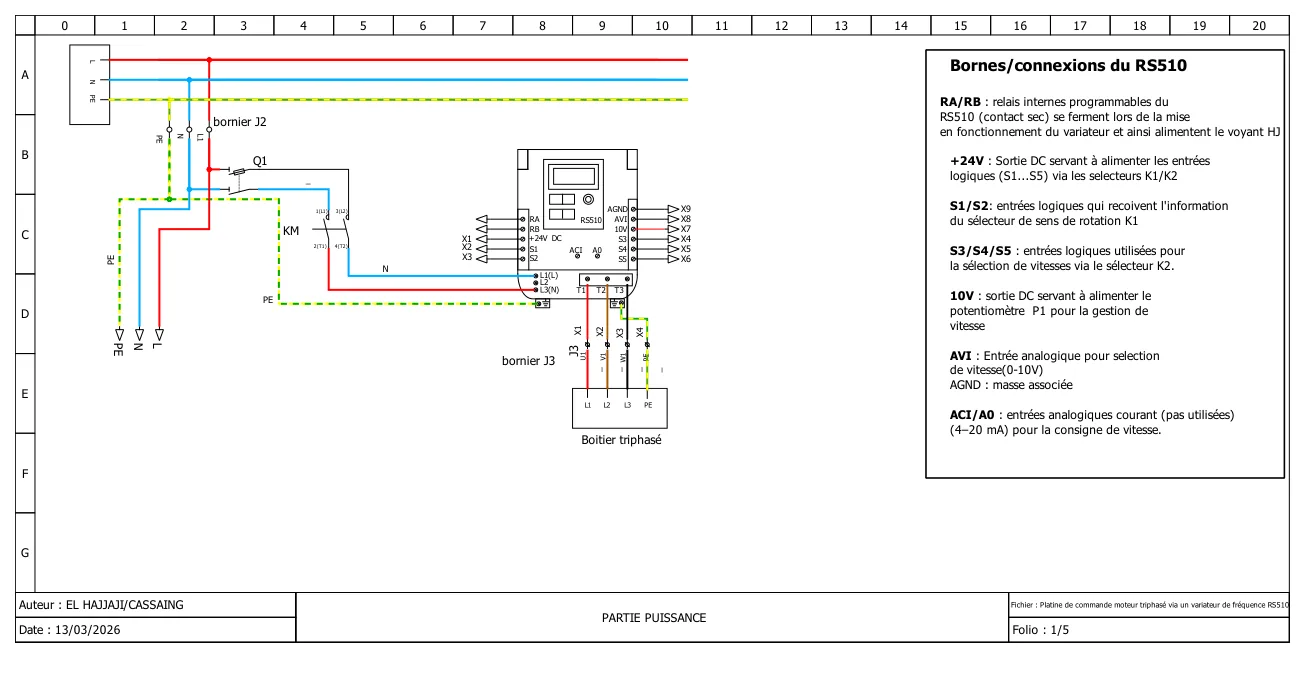 0 1 2 3 4 5 6 7 8 9 10 11 12 13 14 15 16 17 18 19 20
A
B
C
D
E
F
G
L
N
PE
bornier J2
PE
N
L1
Q1
KM
1(L1)
3(L2)
2(T1)
4(T2)
PE
PE
N
L
N
PE
RS510
RA
RB
+24V DC
S1
S2
X1
X2
X3
ACI A0
AGND X9
AVI X8
10V X7
S3 X4
S4 X5
S5 X6
L1(L)
L2
L3(N)
T1 T2 T3
X1
X2
X3
X4
bornier J3
J3
U1
V1
W1
PE
L1 L2 L3 PE
Boitier triphasé
Bornes/connexions du RS510
RA/RB : relais internes programmables du
RS510 (contact sec) se ferment lors de la mise
en fonctionnement du variateur et ainsi alimentent le voyant HJ
+24V : Sortie DC servant à alimenter les entrées
logiques (S1...S5) via les selecteurs K1/K2
S1/S2: entrées logiques qui recoivent l'information
du sélecteur de sens de rotation K1
S3/S4/S5 : entrées logiques utilisées pour
la sélection de vitesses via le sélecteur K2.
10V : sortie DC servant à alimenter le
potentiomètre P1 pour la gestion de
vitesse
AVI : Entrée analogique pour selection
de vitesse(0-10V)
AGND : masse associée
ACI/A0 : entrées analogiques courant (pas utilisées)
(4–20 mA) pour la consigne de vitesse.
Auteur : EL HAJJAJI/CASSAING
Date : 13/03/2026
PARTIE PUISSANCE
Fichier : Platine de commande moteur triphasé via un variateur de fréquence RS510
Folio : 1/5